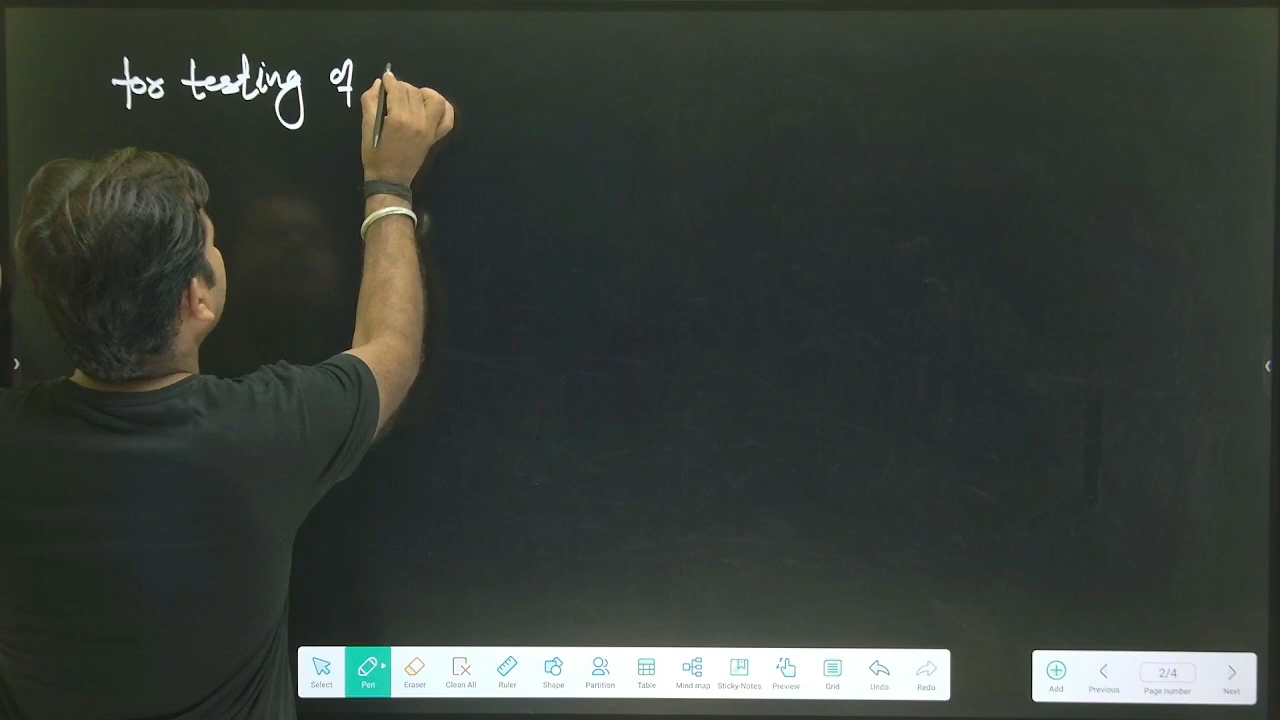 for testing of
Select Pen Eraser Clean All Ruler Shape Partition Table Mind map Sticky-Notes Preview Grid Undo Redo
Add Previous 2/4 Page number Next